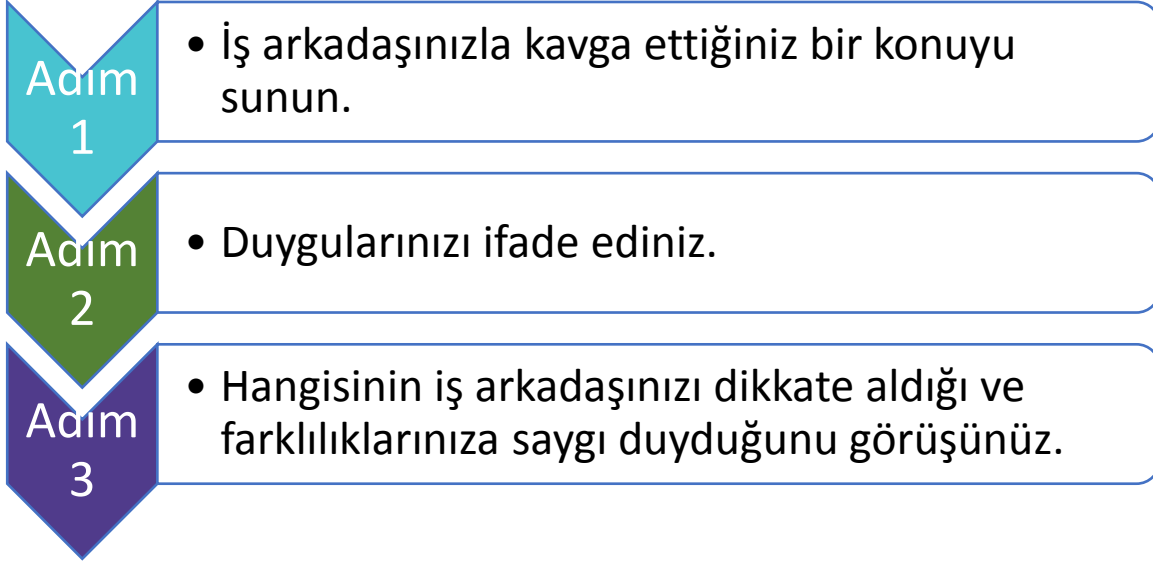 Adım
1
• İş arkadaşınızla kavga ettiğiniz bir konuyu
sunun.
Adım
2
• Duygularınızı ifade ediniz.
Adım
3
• Hangisinin iş arkadaşınızı dikkate aldığı ve
farklılıklarınıza saygı duyduğunu görüşünüz.